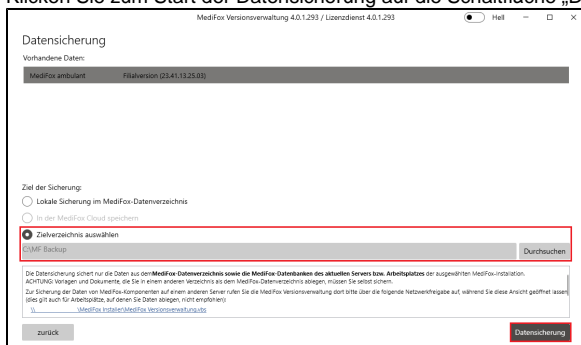 Klicken Sie zum Start der Datensicherung auf die Schaltfläche „D
MediFox Versionsverwaltung 4.0.1.293 / Lizenzdienst 4.0.1.293
Hell
Datensicherung
Vorhandene Daten:
MediFox ambulant Filialversion (23.41.13.25.03)
Ziel der Sicherung:
Lokale Sicherung im MediFox-Datenverzeichnis
In der MediFox Cloud speichern
Zielverzeichnis auswählen
C:\MF Backup
Durchsuchen
Die Datensicherung sichert nur die Daten aus dem MediFox-Datenverzeichnis sowie die MediFox-Datenbanken des aktuellen Servers bzw. Arbeitsplatzes der ausgewählten MediFox-Installation.
ACHTUNG: Vorlagen und Dokumente, die Sie in einem anderen Verzeichnis als dem MediFox-Datenverzeichnis ablegen, müssen Sie selbst sichern.
Zur Sicherung der Daten von MediFox-Komponenten auf einem anderen Server rufen Sie die MediFox Versionsverwaltung dort bitte über die folgende Netzwerkfreigabe auf, während Sie diese Ansicht geöffnet lassen
(dies gilt auch für Arbeitsplätze, auf denen Sie Daten ablegen, nicht empfohlen):
\\ \MediFox Installer\MediFox Versionsverwaltung.vbs
zurück
Datensicherung